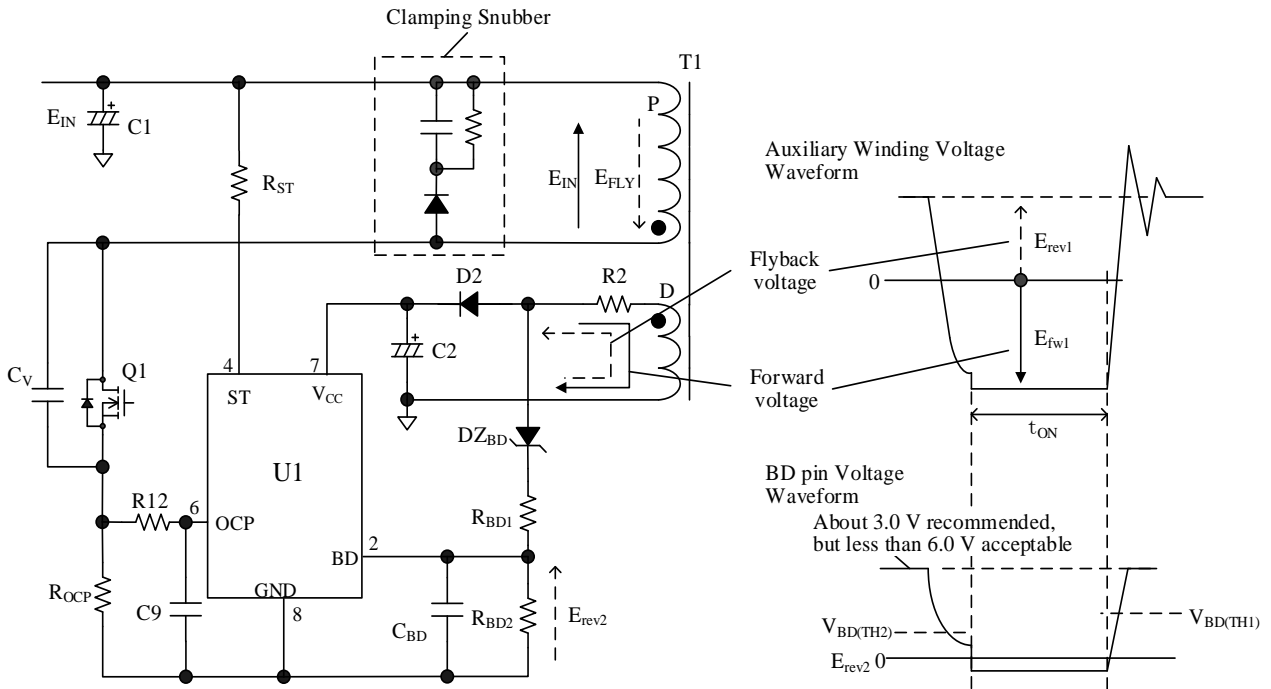 Clamping Snubber
T1
P
E_IN
C1
R_ST
E_IN
E_FLY
Auxiliary Winding Voltage
Waveform
E_rev1
Flyback
voltage
0
D2
R2
D
C2
E_fw1
Forward
voltage
C_V
Q1
4
7
ST
V_CC
t_ON
DZ_BD
U1
BD pin Voltage
Waveform
R12
6
OCP
R_BD1
About 3.0 V recommended,
but less than 6.0 V acceptable
BD
2
R_OCP
C9
GND
8
C_BD
R_BD2
E_rev2
V_BD(TH2)
V_BD(TH1)
E_rev2 0